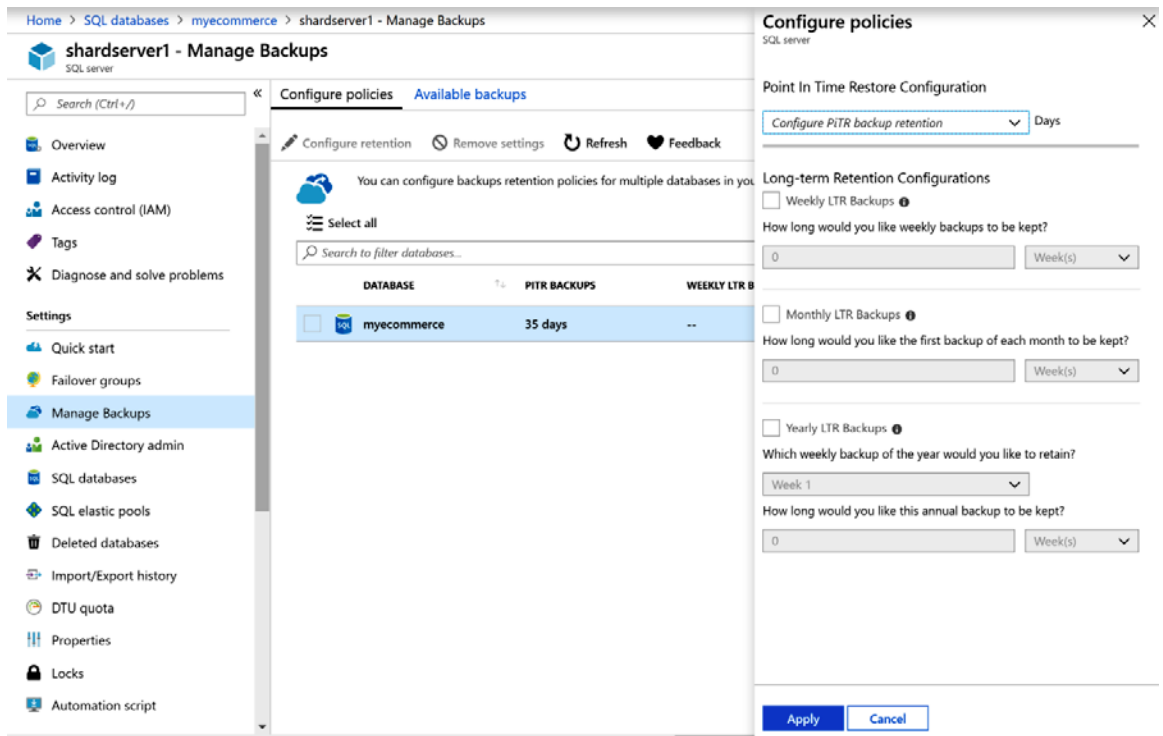 Home > SQL databases > myecommerce > shardserver1 - Manage Backups
shardserver1 - Manage Backups
SQL server
Search (Ctrl+/)
«
Overview
Activity log
Access control (IAM)
Tags
Diagnose and solve problems
Settings
Quick start
Failover groups
Manage Backups
Active Directory admin
SQL databases
SQL elastic pools
Deleted databases
Import/Export history
DTU quota
Properties
Locks
Automation script
Configure policies Available backups
Configure retention Remove settings Refresh Feedback
You can configure backups retention policies for multiple databases in you
Select all
Search to filter databases...
DATABASE PITR BACKUPS WEEKLY LTR B
SQL myecommerce 35 days --
Configure policies
SQL server
Point In Time Restore Configuration
Configure PiTR backup retention Days
Long-term Retention Configurations
Weekly LTR Backups
How long would you like weekly backups to be kept?
0 Week(s)
Monthly LTR Backups
How long would you like the first backup of each month to be kept?
0 Week(s)
Yearly LTR Backups
Which weekly backup of the year would you like to retain?
Week 1
How long would you like this annual backup to be kept?
0 Week(s)
Apply Cancel